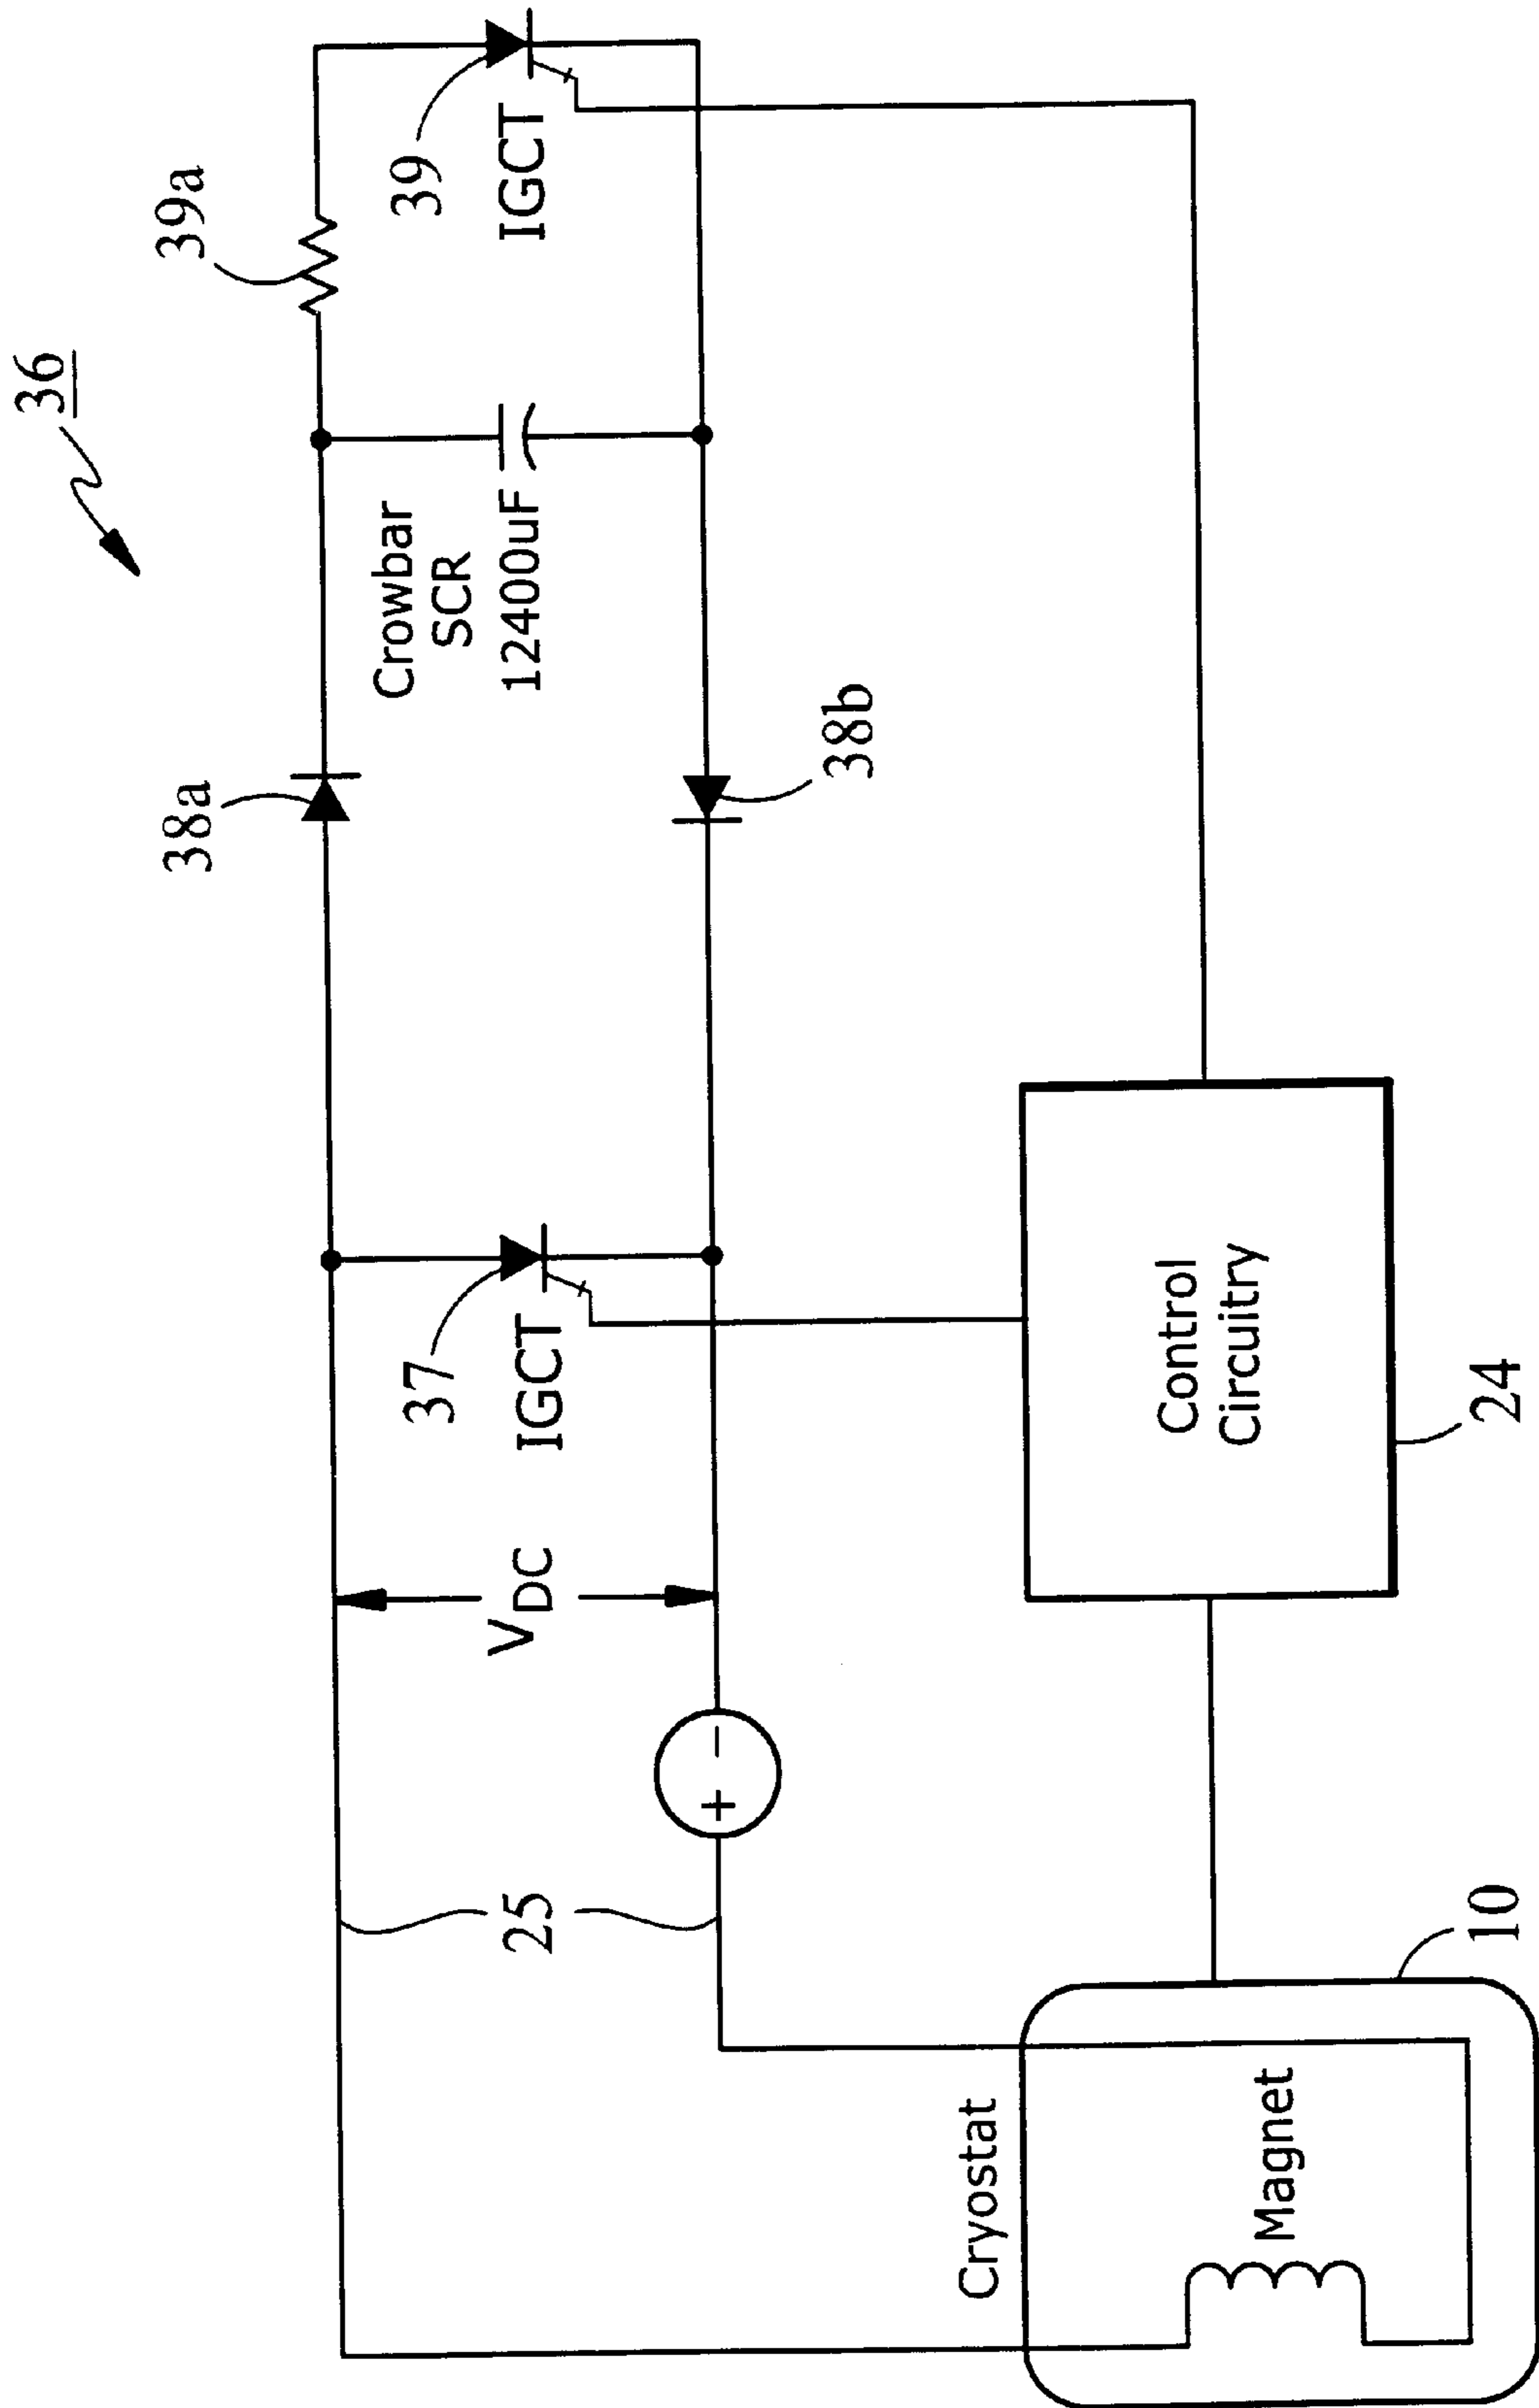 36
39a
39
IGCT
Crowbar
SCR
12400uF
38a
38b
37
IGCT
VDC
25
+ -
Control
Circuitry
24
Cryostat
Magnet
10